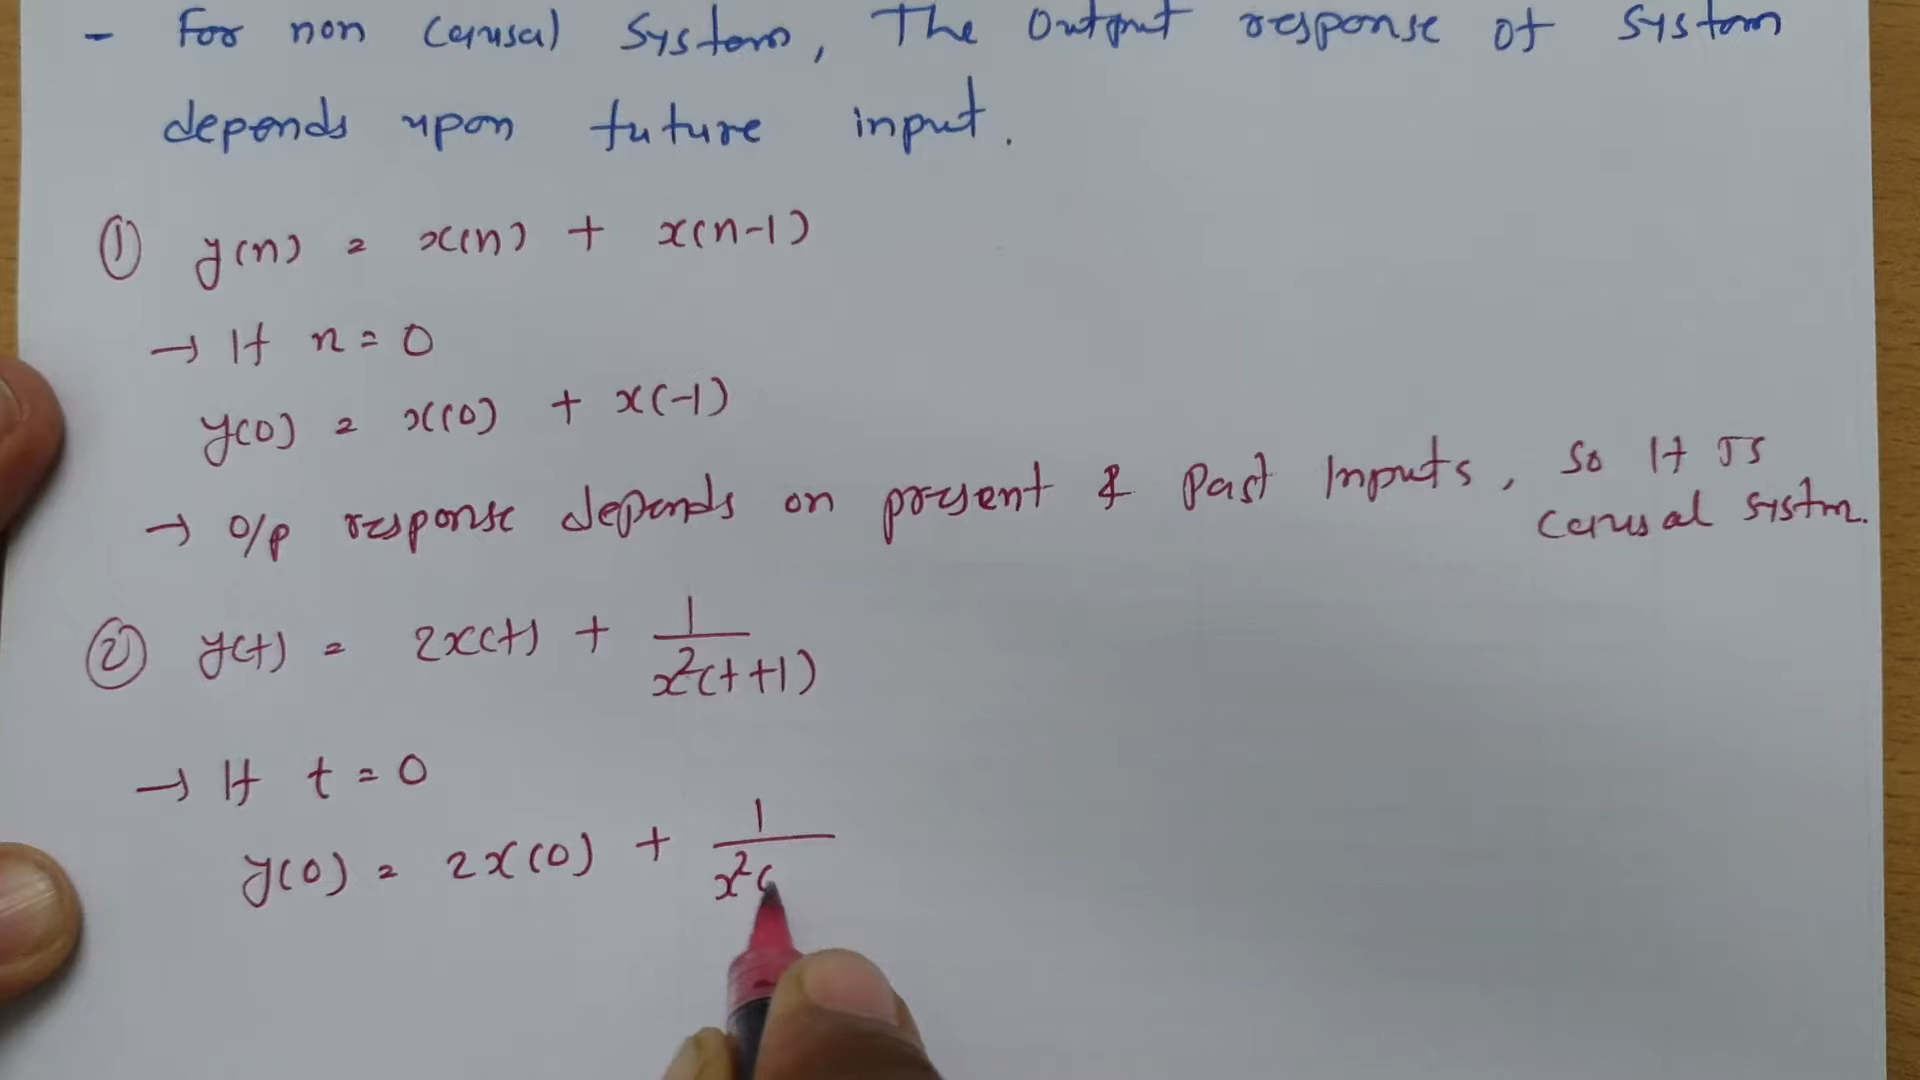 - For non causal system, The output response of system
depends upon future input.
① y(n) = x(n) + x(n-1)
→ If n = 0
y(0) = x(0) + x(-1)
→ o/p response depends on present & past inputs, so it is
causal system.
② y(t) = 2x(t) + 1/x²(t+1)
→ If t = 0
y(0) = 2x(0) + 1/x²(